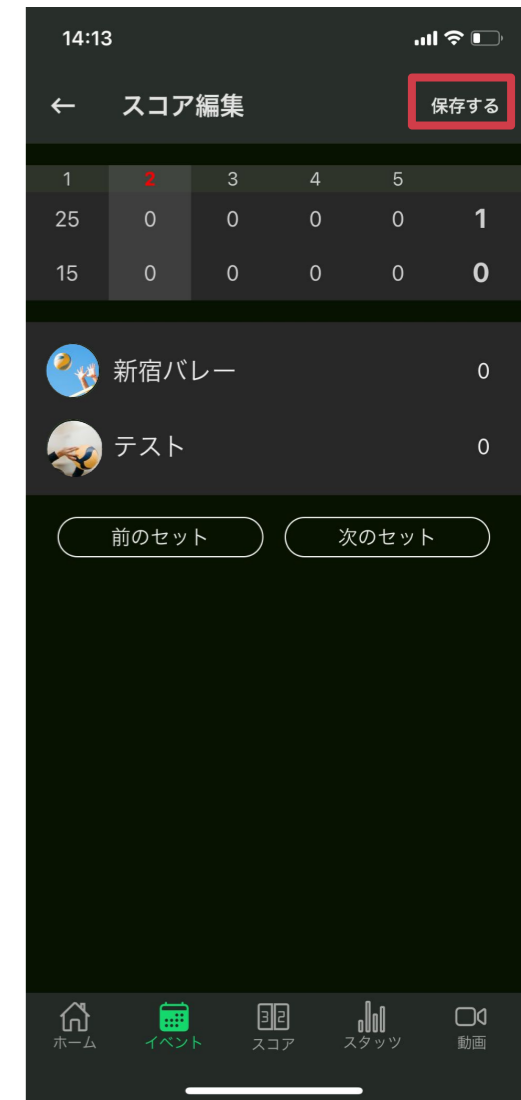 14:13
← スコア編集 保存する
1 2 3 4 5
25 0 0 0 0 1
15 0 0 0 0 0
新宿バレー 0
テスト 0
前のセット 次のセット
32
ホーム イベント スコア スタッツ 動画